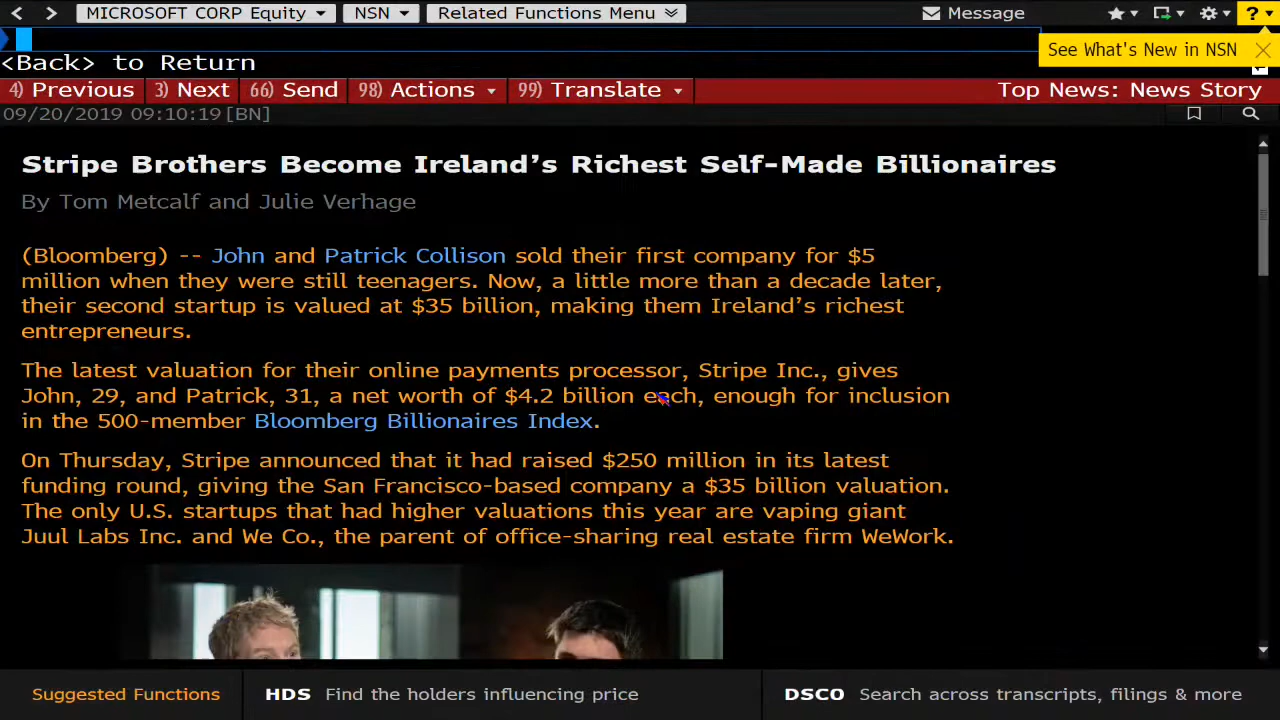 MICROSOFT CORP Equity NSN Related Functions Menu Message ?
See What's New in NSN
<Back> to Return
4) Previous 3) Next 66) Send 98) Actions 99) Translate Top News: News Story
09/20/2019 09:10:19 [BN]
Stripe Brothers Become Ireland’s Richest Self-Made Billionaires
By Tom Metcalf and Julie Verhage
(Bloomberg) -- John and Patrick Collison sold their first company for $5
million when they were still teenagers. Now, a little more than a decade later,
their second startup is valued at $35 billion, making them Ireland’s richest
entrepreneurs.
The latest valuation for their online payments processor, Stripe Inc., gives
John, 29, and Patrick, 31, a net worth of $4.2 billion each, enough for inclusion
in the 500-member Bloomberg Billionaires Index.
On Thursday, Stripe announced that it had raised $250 million in its latest
funding round, giving the San Francisco-based company a $35 billion valuation.
The only U.S. startups that had higher valuations this year are vaping giant
Juul Labs Inc. and We Co., the parent of office-sharing real estate firm WeWork.
Suggested Functions HDS Find the holders influencing price DSCO Search across transcripts, filings & more